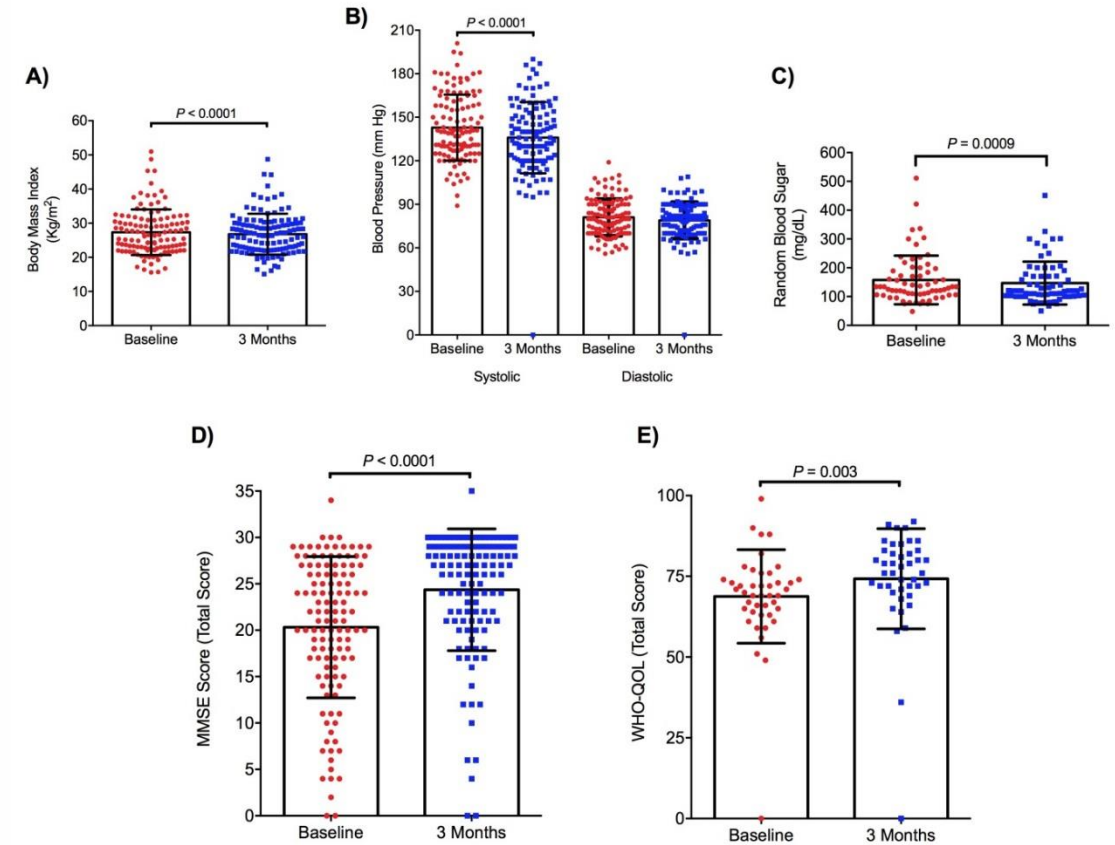 A)
P < 0.0001
Body Mass Index
(Kg/m²)
60
50
40
30
20
10
0
Baseline
3 Months
B)
P < 0.0001
Blood Pressure (mm Hg)
210
180
150
120
90
60
30
0
Baseline
3 Months
Baseline
3 Months
Systolic
Diastolic
C)
P = 0.0009
Random Blood Sugar
(mg/dL)
600
500
400
300
200
100
0
Baseline
3 Months
D)
P < 0.0001
MMSE Score (Total Score)
35
30
25
20
15
10
5
0
Baseline
3 Months
E)
P = 0.003
WHO-QOL (Total Score)
100
75
50
25
0
Baseline
3 Months